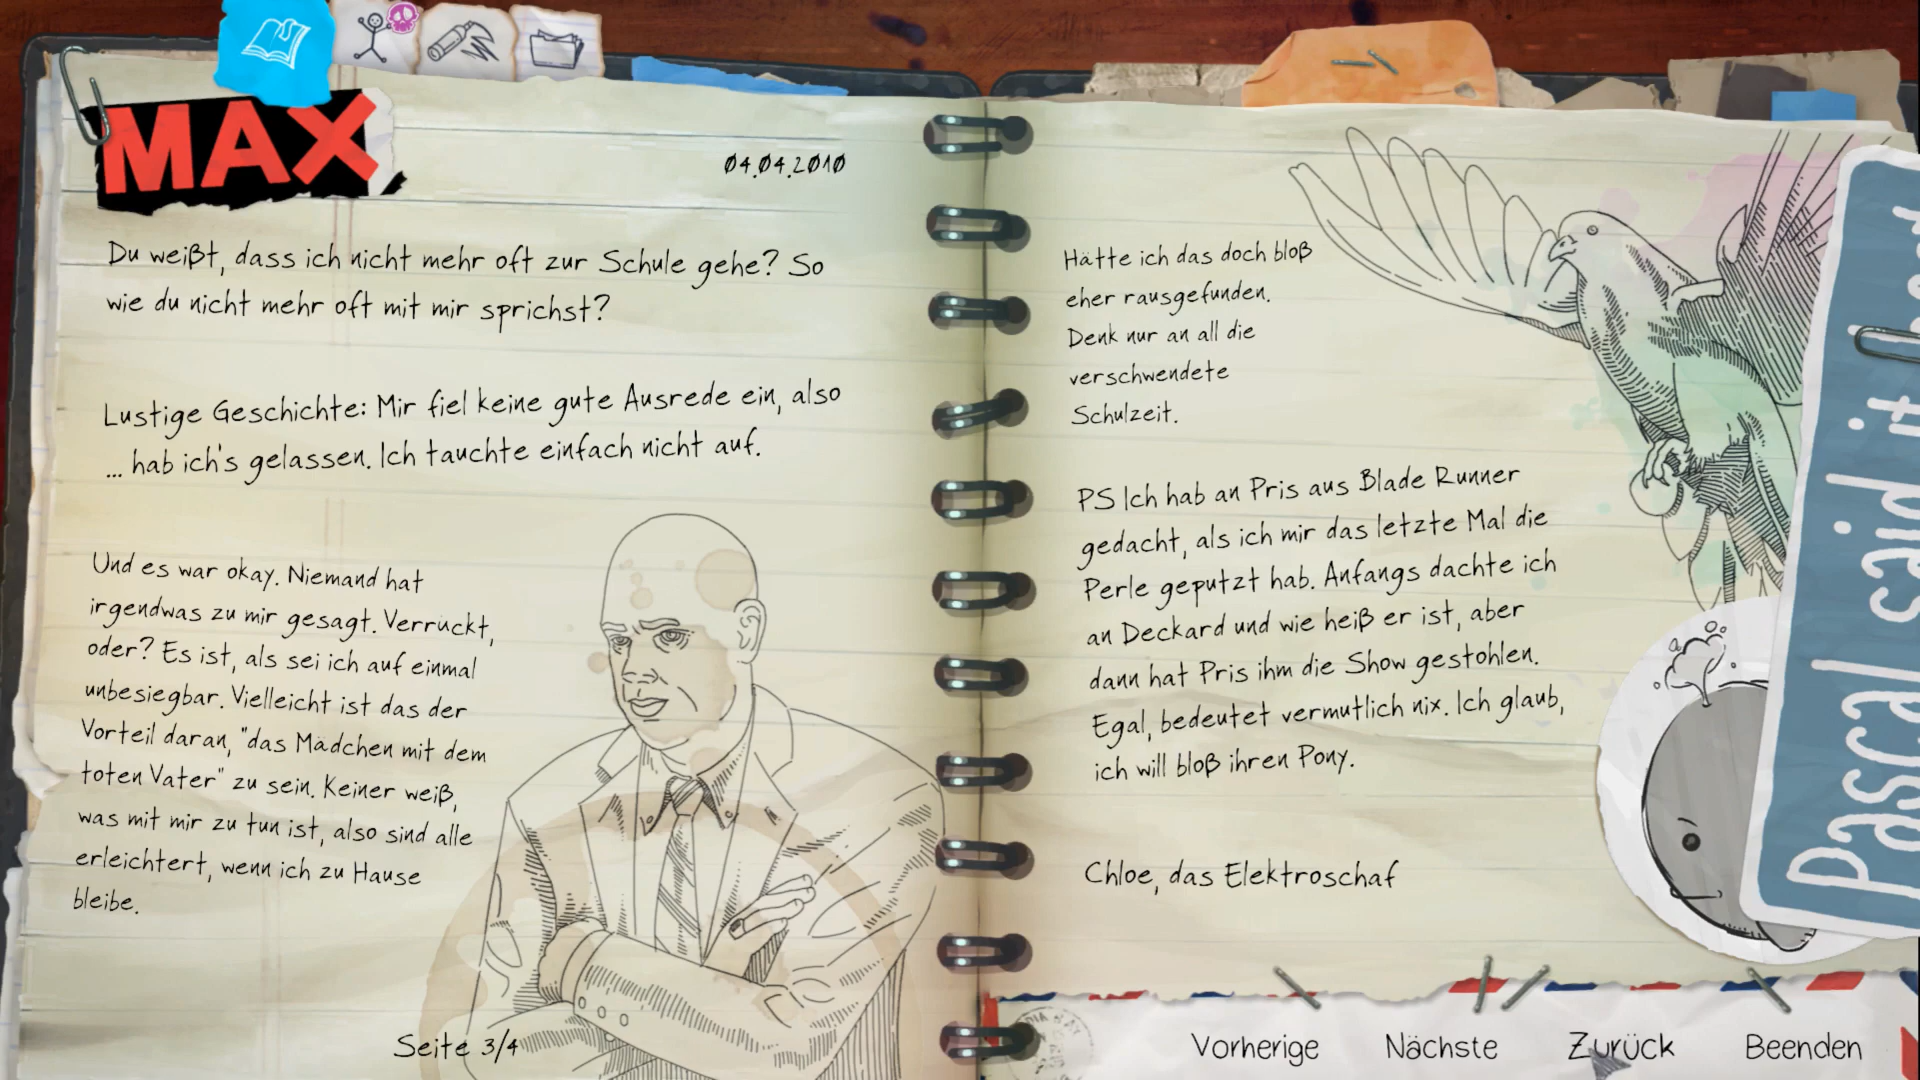 MAX
04.04.2010
Du weißt, dass ich nicht mehr oft zur Schule gehe? So
wie du nicht mehr oft mit mir sprichst?
Lustige Geschichte: Mir fiel keine gute Ausrede ein, also
... hab ich's gelassen. Ich tauchte einfach nicht auf.
Und es war okay. Niemand hat
irgendwas zu mir gesagt. Verrückt,
oder? Es ist, als sei ich auf einmal
unbesiegbar. Vielleicht ist das der
Vorteil daran, "das Mädchen mit dem
toten Vater" zu sein. Keiner weiß,
was mit mir zu tun ist, also sind alle
erleichtert, wenn ich zu Hause
bleibe.
Seite 3/4
Hätte ich das doch bloß
eher rausgefunden.
Denk nur an all die
verschwendete
Schulzeit.
PS Ich hab an Pris aus Blade Runner
gedacht, als ich mir das letzte Mal die
Perle geputzt hab. Anfangs dachte ich
an Deckard und wie heiß er ist, aber
dann hat Pris ihm die Show gestohlen.
Egal, bedeutet vermutlich nix. Ich glaub,
ich will bloß ihren Pony.
Chloe, das Elektroschaf
Pascal said it
Vorherige Nächste Zurück Beenden